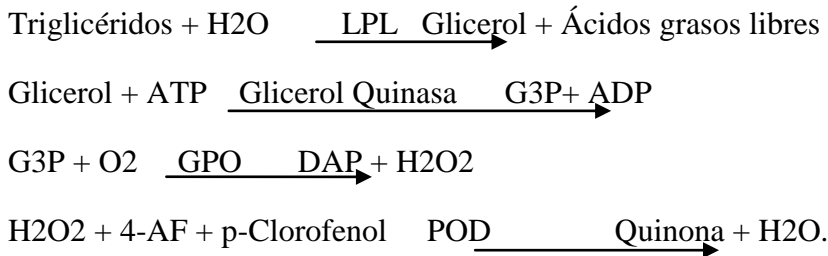 Triglicéridos + H2O LPL Glicerol + Ácidos grasos libres
Glicerol + ATP Glicerol Quinasa G3P+ ADP
G3P + O2 GPO DAP + H2O2
H2O2 + 4-AF + p-Clorofenol POD Quinona + H2O.